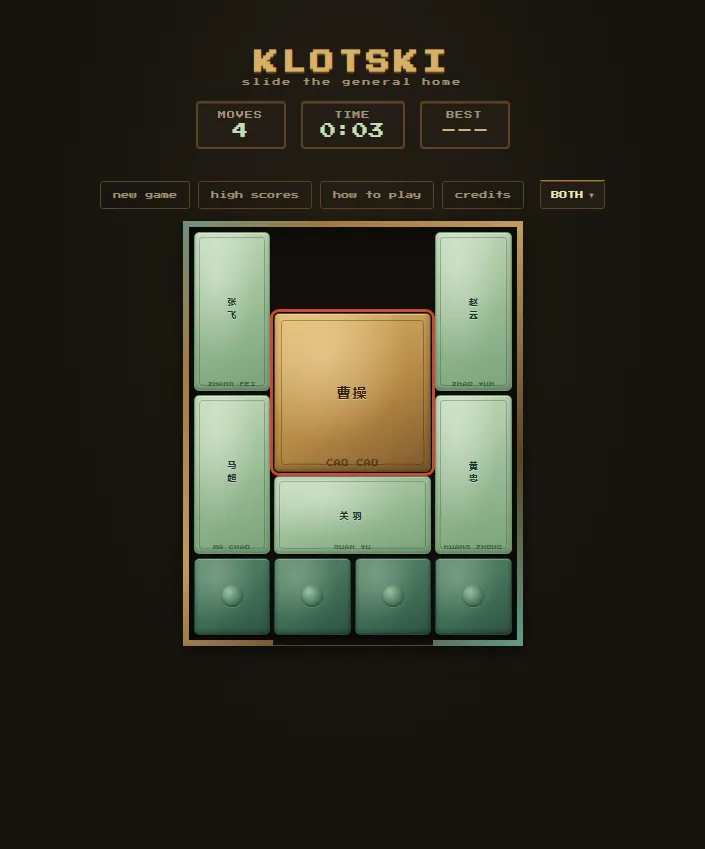 KLOTSKI
slide the general home
MOVES
4
TIME
0:03
BEST
———
new game
high scores
how to play
credits
BOTH ▾
张飞
ZHANG FEI
赵云
ZHAO YUN
曹操
CAO CAO
马超
MA CHAO
黄忠
HUANG ZHONG
关羽
GUAN YU